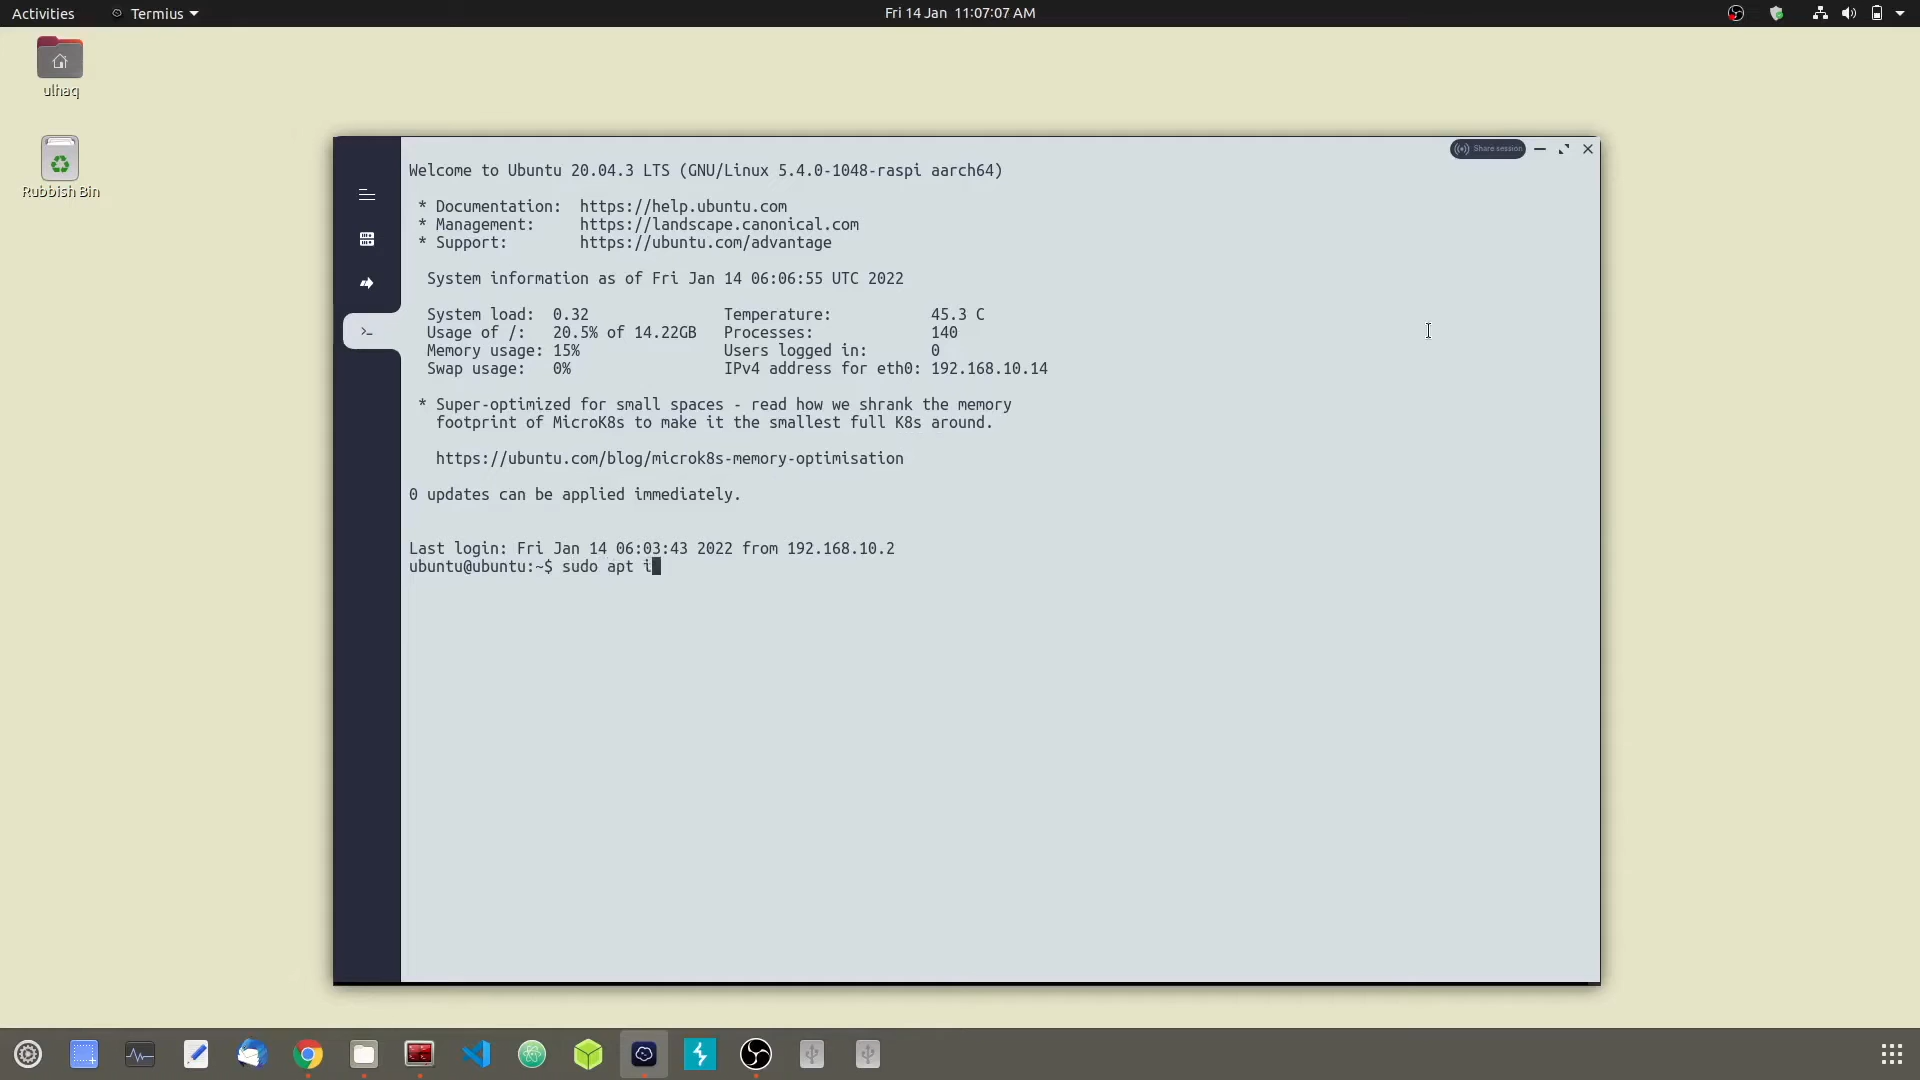 Activities
Termius
Fri 14 Jan 11:07:07 AM
ulhaq
Rubbish Bin
Share session
Welcome to Ubuntu 20.04.3 LTS (GNU/Linux 5.4.0-1048-raspi aarch64)
* Documentation: https://help.ubuntu.com
* Management: https://landscape.canonical.com
* Support: https://ubuntu.com/advantage
System information as of Fri Jan 14 06:06:55 UTC 2022
System load: 0.32 Temperature: 45.3 C
Usage of /: 20.5% of 14.22GB Processes: 140
Memory usage: 15% Users logged in: 0
Swap usage: 0% IPv4 address for eth0: 192.168.10.14
* Super-optimized for small spaces - read how we shrank the memory
footprint of MicroK8s to make it the smallest full K8s around.
https://ubuntu.com/blog/microk8s-memory-optimisation
0 updates can be applied immediately.
Last login: Fri Jan 14 06:03:43 2022 from 192.168.10.2
ubuntu@ubuntu:~$ sudo apt i